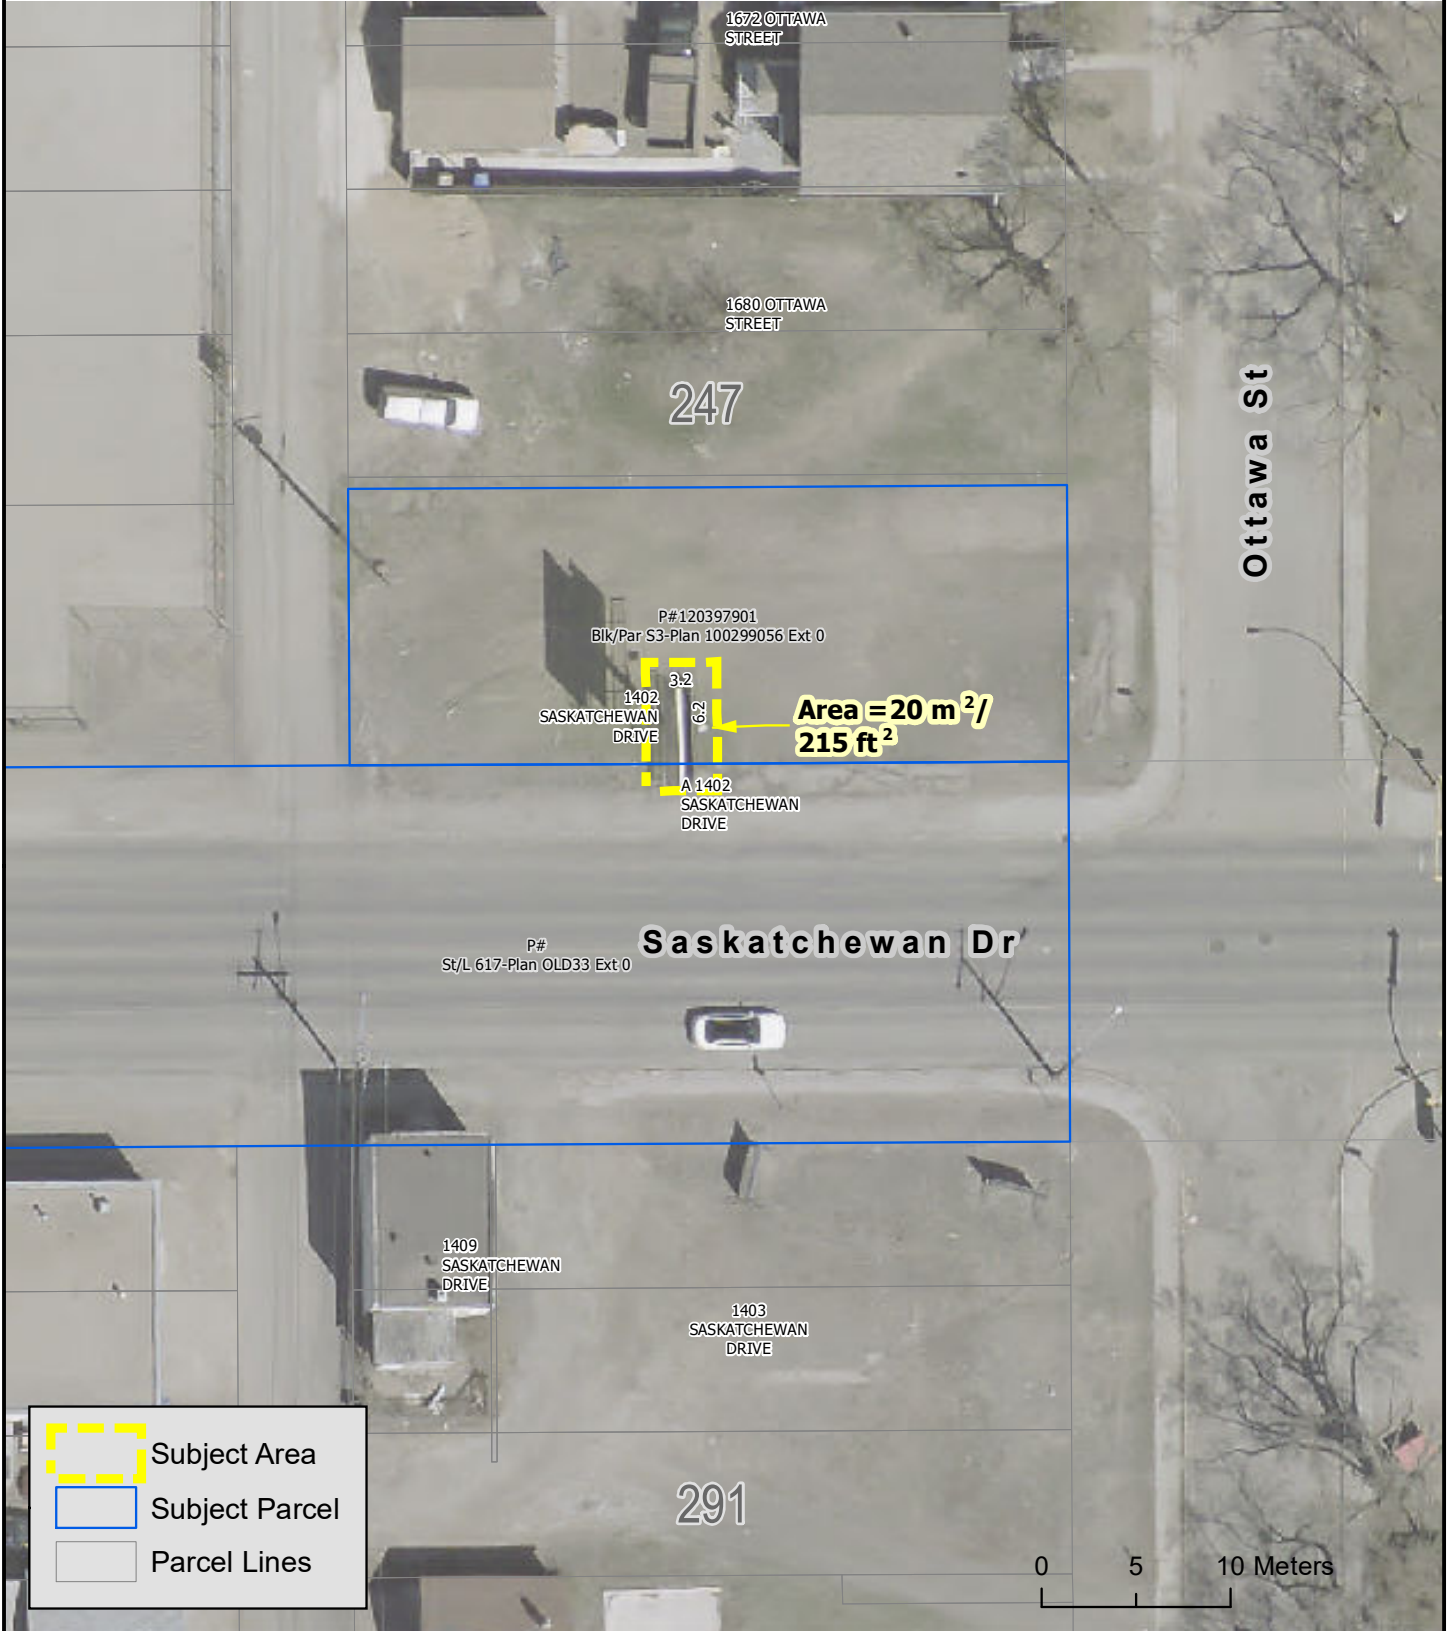 1672 OTTAWA
STREET
1680 OTTAWA
STREET
247
Ottawa St
P#120397901
Blk/Par S3-Plan 100299056 Ext 0
3.2
6.2
1402
SASKATCHEWAN
DRIVE
Area = 20 m²/
215 ft²
A 1402
SASKATCHEWAN
DRIVE
Saskatchewan Dr
P#
St/L 617-Plan OLD33 Ext 0
1409
SASKATCHEWAN
DRIVE
1403
SASKATCHEWAN
DRIVE
291
Subject Area
Subject Parcel
Parcel Lines
0 5 10 Meters